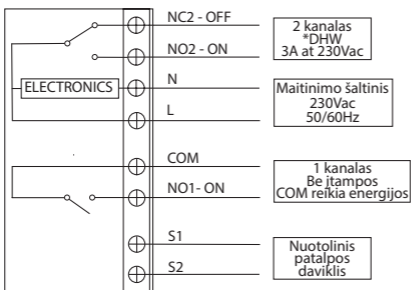 NC2 - OFF
NO2 - ON
ELECTRONICS
N
L
COM
NO1- ON
S1
S2
2 kanalas
*DHW
3A at 230Vac
Maitinimo šaltinis
230Vac
50/60Hz
1 kanalas
Be įtampos
COM reikia energijos
Nuotolinis
patalpos
daviklis